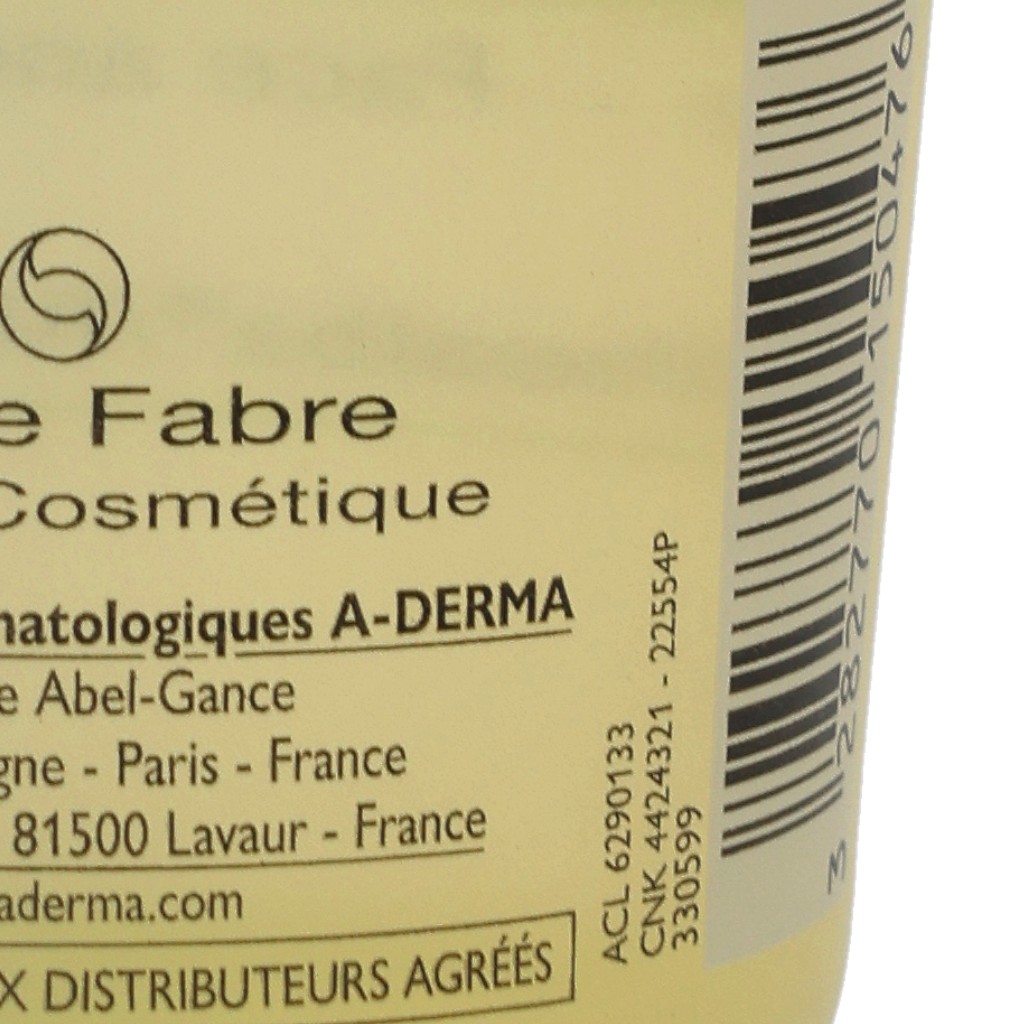 e Fabre
Cosmétique
matologiques A-DERMA
e Abel-Gance
gne - Paris - France
81500 Lavaur - France
aderma.com
X DISTRIBUTEURS AGRÉÉS
ACL 6290133
CNK 4424321 - 22554P
330599
3 282770 150476